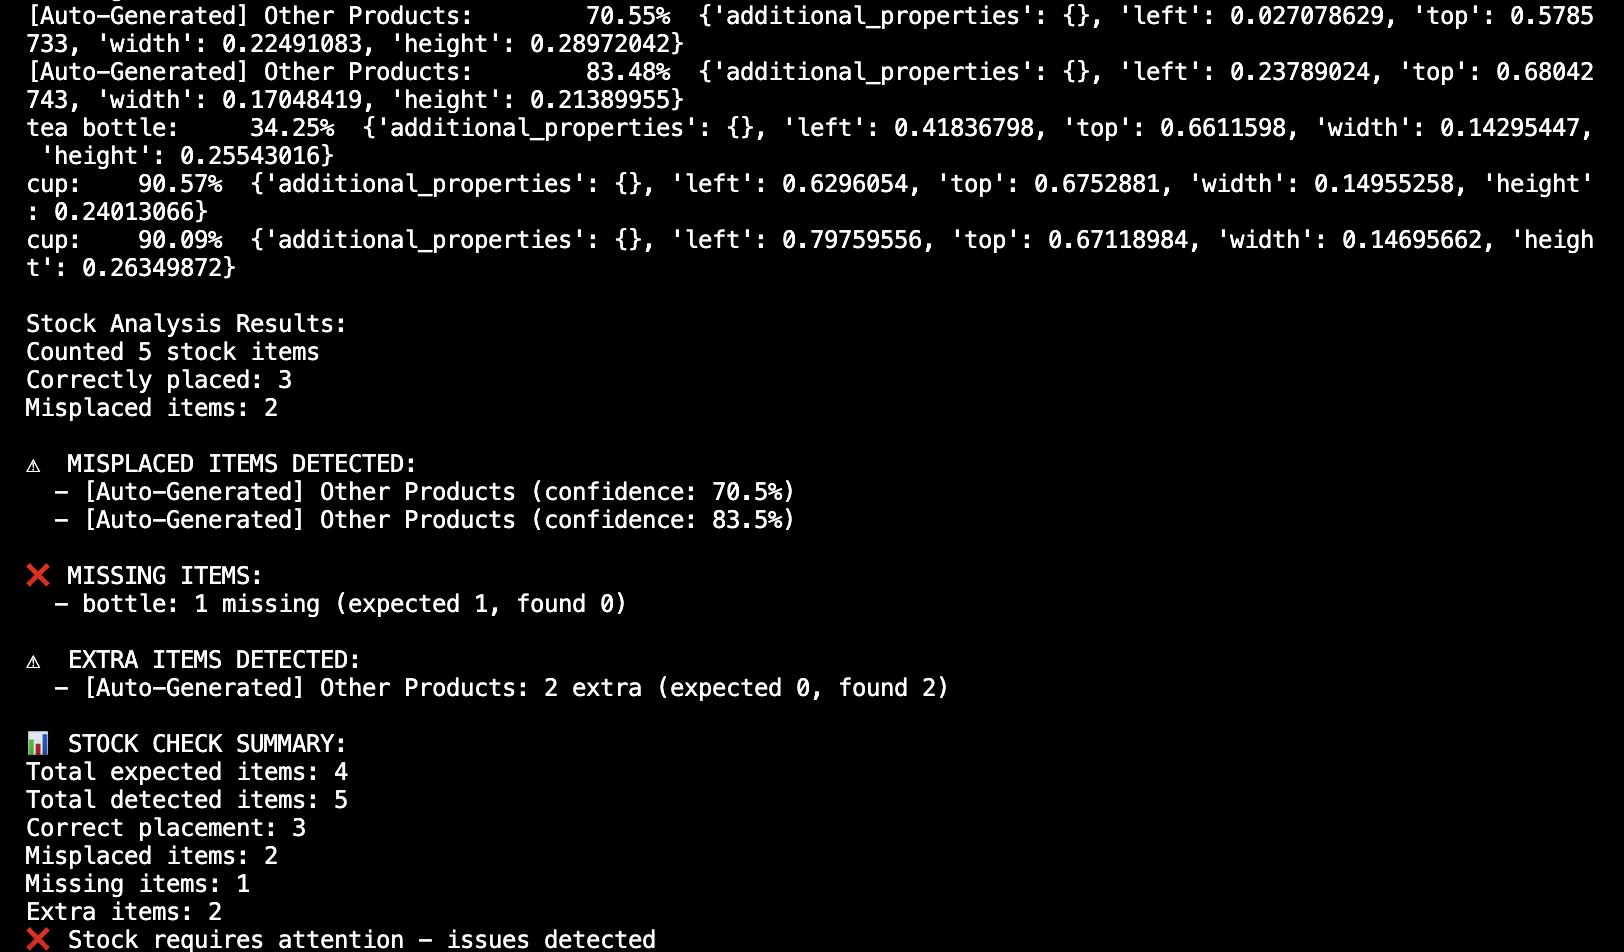 [Auto-Generated] Other Products:        70.55%  {'additional_properties': {}, 'left': 0.027078629, 'top': 0.5785
733, 'width': 0.22491083, 'height': 0.28972042}
[Auto-Generated] Other Products:        83.48%  {'additional_properties': {}, 'left': 0.23789024, 'top': 0.68042
743, 'width': 0.17048419, 'height': 0.21389955}
tea bottle:     34.25%  {'additional_properties': {}, 'left': 0.41836798, 'top': 0.6611598, 'width': 0.14295447,
 'height': 0.25543016}
cup:    90.57%  {'additional_properties': {}, 'left': 0.6296054, 'top': 0.6752881, 'width': 0.14955258, 'height'
: 0.24013066}
cup:    90.09%  {'additional_properties': {}, 'left': 0.79759556, 'top': 0.67118984, 'width': 0.14695662, 'heigh
t': 0.26349872}

Stock Analysis Results:
Counted 5 stock items
Correctly placed: 3
Misplaced items: 2

⚠  MISPLACED ITEMS DETECTED:
  - [Auto-Generated] Other Products (confidence: 70.5%)
  - [Auto-Generated] Other Products (confidence: 83.5%)

❌ MISSING ITEMS:
  - bottle: 1 missing (expected 1, found 0)

⚠  EXTRA ITEMS DETECTED:
  - [Auto-Generated] Other Products: 2 extra (expected 0, found 2)

📊 STOCK CHECK SUMMARY:
Total expected items: 4
Total detected items: 5
Correct placement: 3
Misplaced items: 2
Missing items: 1
Extra items: 2
❌ Stock requires attention - issues detected